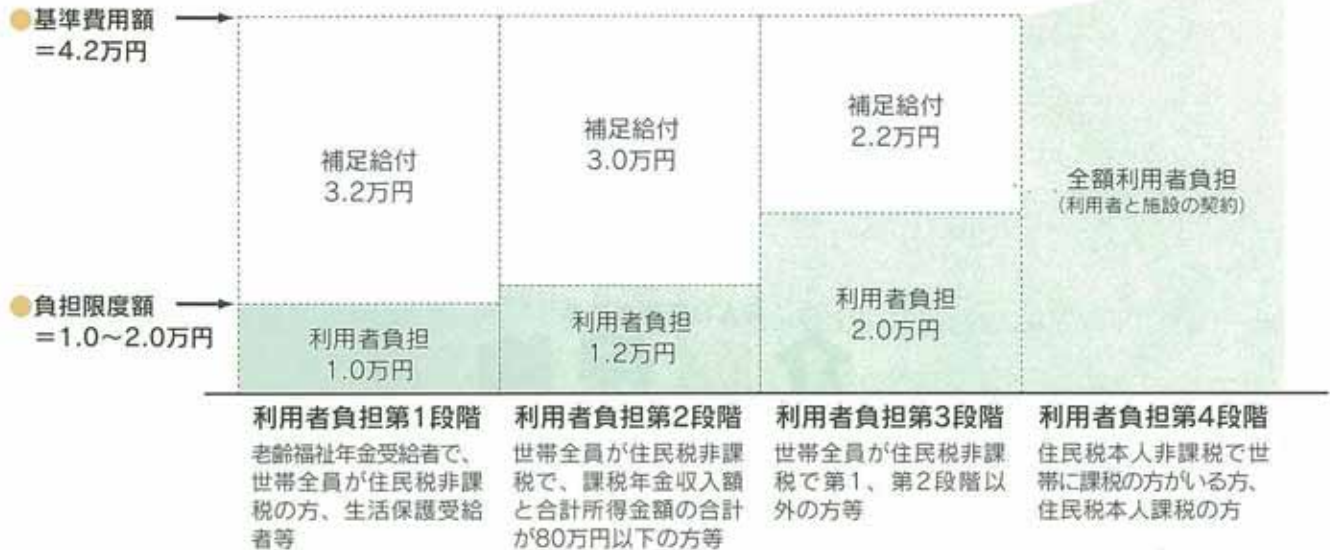 ●基準費用額
＝4.2万円
補足給付
3.2万円
補足給付
3.0万円
補足給付
2.2万円
全額利用者負担
（利用者と施設の契約）
●負担限度額
＝1.0～2.0万円
利用者負担
1.0万円
利用者負担
1.2万円
利用者負担
2.0万円
利用者負担第1段階
老齢福祉年金受給者で、
世帯全員が住民税非課
税の方、生活保護受給
者等
利用者負担第2段階
世帯全員が住民税非課
税で、課税年金収入額
と合計所得金額の合計
が80万円以下の方等
利用者負担第3段階
世帯全員が住民税非課
税で第1、第2段階以
外の方等
利用者負担第4段階
住民税本人非課税で世
帯に課税の方がいる方、
住民税本人課税の方